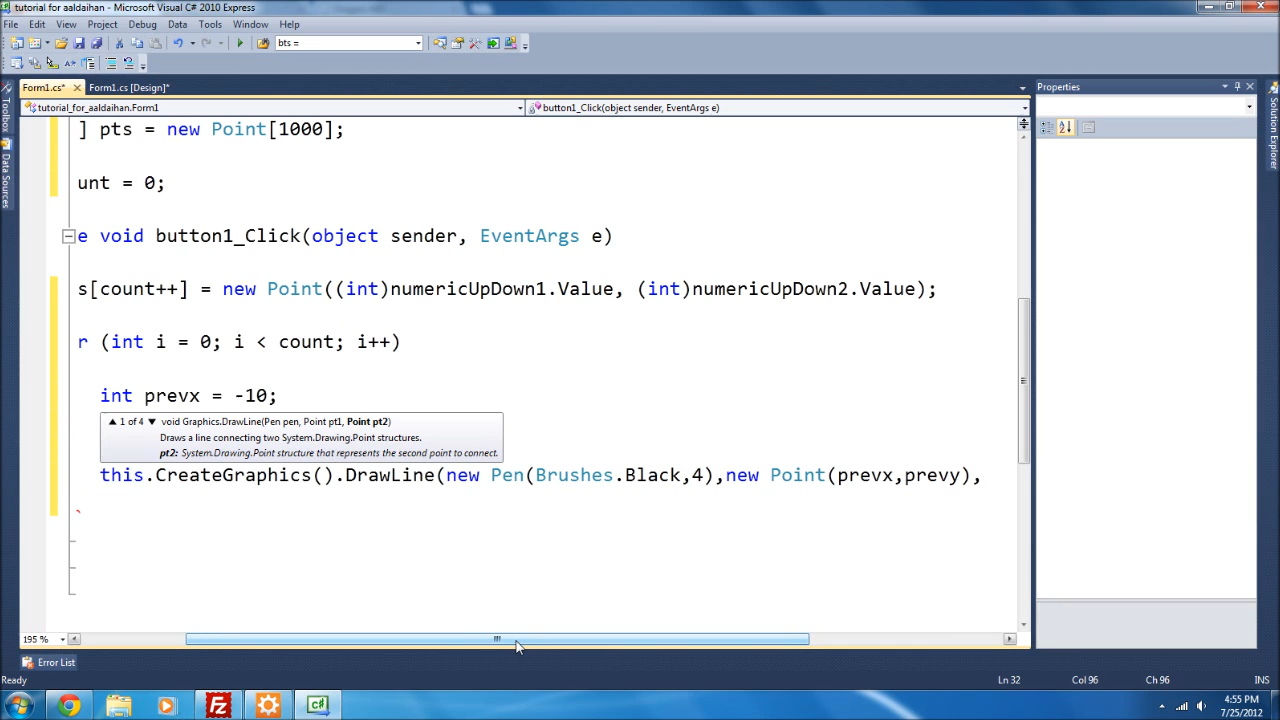 tutorial for aaldaihan - Microsoft Visual C# 2010 Express
File Edit View Project Debug Data Tools Window Help
bts =
Form1.cs* Form1.cs [Design]*
Properties
tutorial_for_aaldaihan.Form1 button1_Click(object sender, EventArgs e)
Toolbox
Data Sources
Solution Explorer
] pts = new Point[1000];
unt = 0;
e void button1_Click(object sender, EventArgs e)
s[count++] = new Point((int)numericUpDown1.Value, (int)numericUpDown2.Value);
r (int i = 0; i < count; i++)
int prevx = -10;
1 of 4 void Graphics.DrawLine(Pen pen, Point pt1, Point pt2)
Draws a line connecting two System.Drawing.Point structures.
pt2: System.Drawing.Point structure that represents the second point to connect.
this.CreateGraphics().DrawLine(new Pen(Brushes.Black,4),new Point(prevx,prevy),
195 %
Error List
Ready Ln 32 Col 96 Ch 96 INS
4:55 PM
7/25/2012